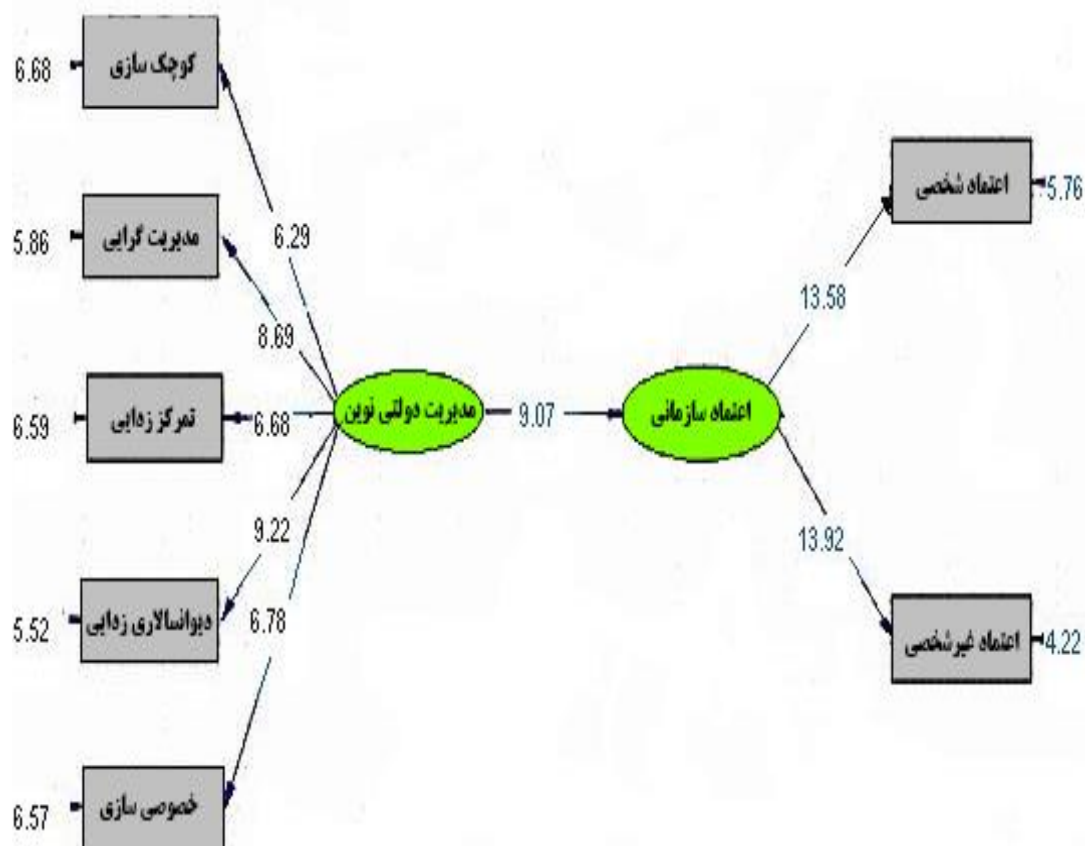 کوچک سازی
6.68
اعتماد شخصی
5.76
مدیریت گرایی
5.86
6.29
13.58
8.69
تمرکز زدایی
6.59
6.68
مدیریت دولتی نوین
9.07
اعتماد سازمانی
9.22
13.92
دیوانسالاری زدایی
5.52
6.78
اعتماد غیرشخصی
4.22
خصوصی سازی
6.57